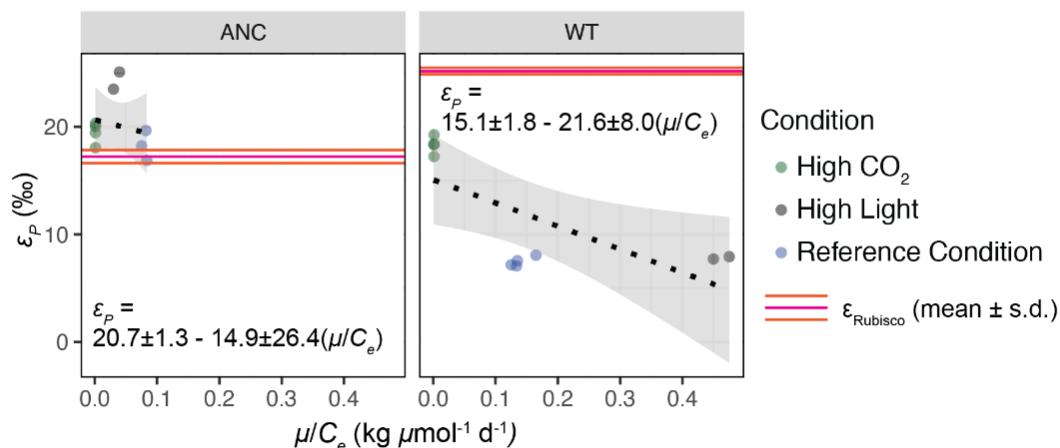 ANC
WT
εP (‰)
20
10
0
εP =
20.7±1.3 - 14.9±26.4(μ/Ce)
εP =
15.1±1.8 - 21.6±8.0(μ/Ce)
0.0 0.1 0.2 0.3 0.4
0.0 0.1 0.2 0.3 0.4
μ/Ce (kg μmol⁻¹ d⁻¹)
Condition
High CO₂
High Light
Reference Condition
εRubisco (mean ± s.d.)